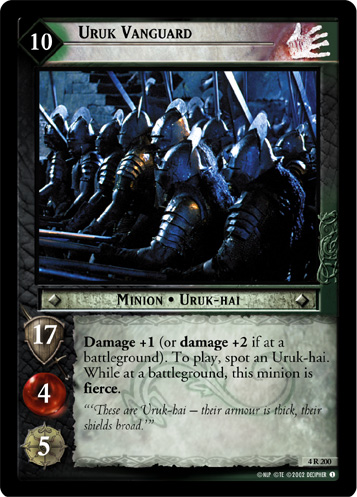 10
Uruk Vanguard
Minion • Uruk-hai
17
4
5
Damage +1 (or damage +2 if at a
battleground). To play, spot an Uruk-hai.
While at a battleground, this minion is
fierce.
“‘These are Uruk-hai – their armour is thick, their
shields broad.’”
4 R 200
©NLP ©TE ©2002 DECIPHER